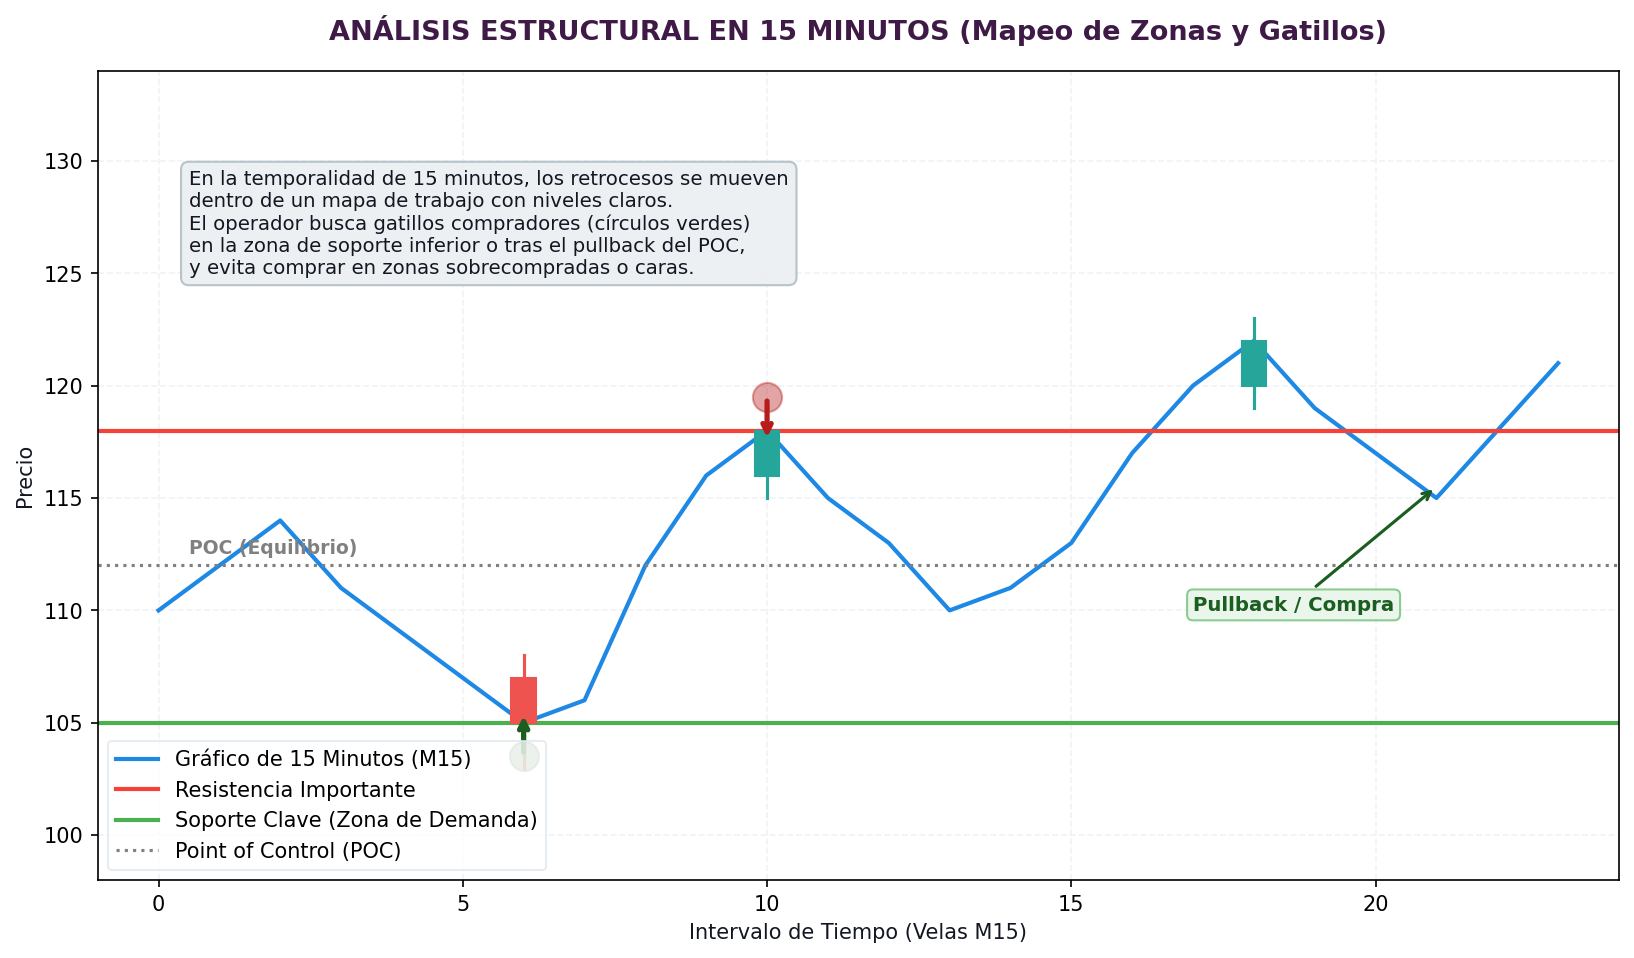 ANÁLISIS ESTRUCTURAL EN 15 MINUTOS (Mapeo de Zonas y Gatillos)
Precio
130
125
120
115
110
105
100
En la temporalidad de 15 minutos, los retrocesos se mueven
dentro de un mapa de trabajo con niveles claros.
El operador busca gatillos compradores (círculos verdes)
en la zona de soporte inferior o tras el pullback del POC,
y evita comprar en zonas sobrecompradas o caras.
POC (Equilibrio)
Pullback / Compra
Gráfico de 15 Minutos (M15)
Resistencia Importante
Soporte Clave (Zona de Demanda)
Point of Control (POC)
0 5 10 15 20
Intervalo de Tiempo (Velas M15)